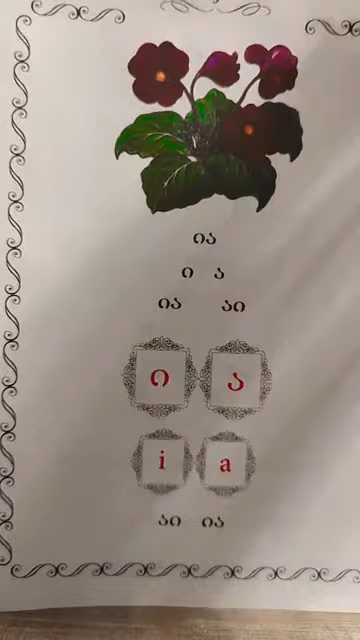 ია
ი ა
ია აი
ი ა
i a
აი ია